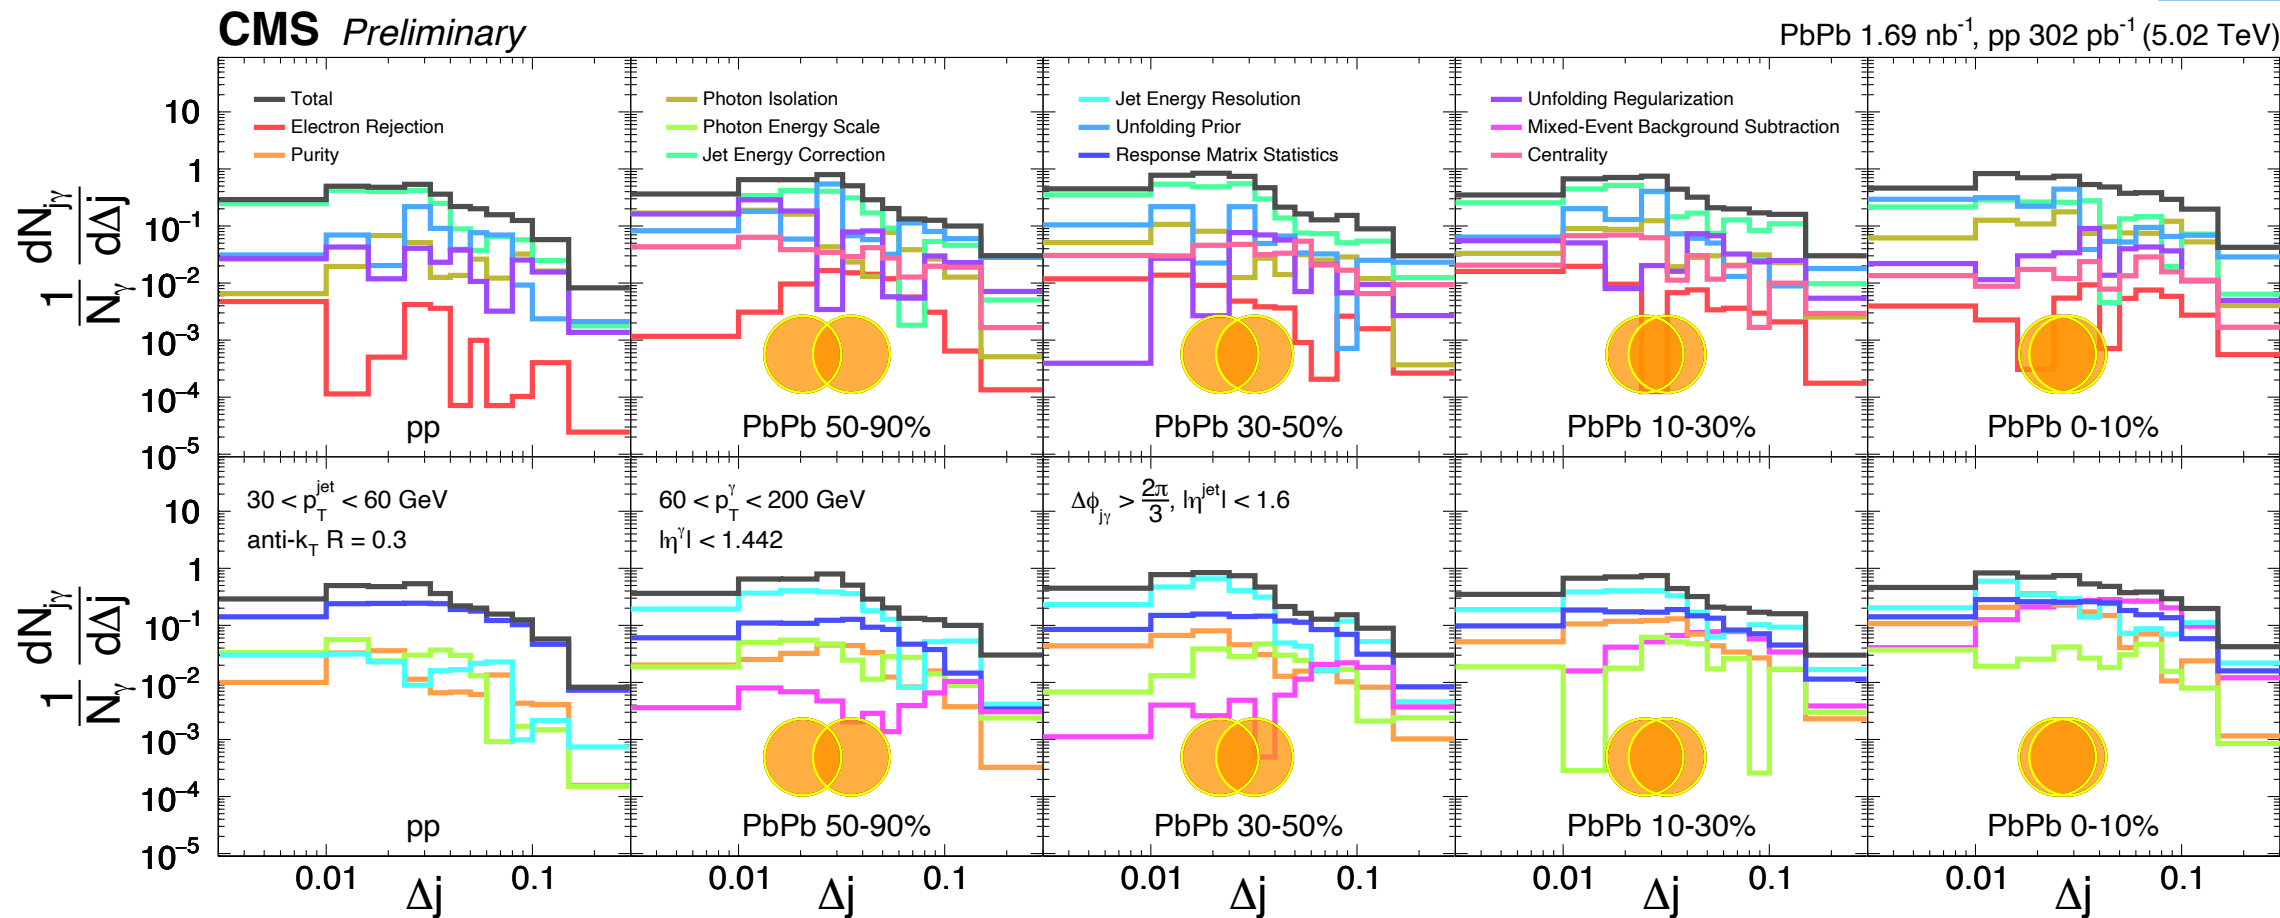 CMS Preliminary
PbPb 1.69 nb⁻¹, pp 302 pb⁻¹ (5.02 TeV)
Total
Electron Rejection
Purity
Photon Isolation
Photon Energy Scale
Jet Energy Correction
Jet Energy Resolution
Unfolding Prior
Response Matrix Statistics
Unfolding Regularization
Mixed-Event Background Subtraction
Centrality
10
1
10⁻¹
10⁻²
10⁻³
10⁻⁴
10⁻⁵
1/Nγ dNjγ/dΔj
pp
PbPb 50-90%
PbPb 30-50%
PbPb 10-30%
PbPb 0-10%
30 < p_T^jet < 60 GeV
anti-k_T R = 0.3
60 < p_T^γ < 200 GeV
|η^γ| < 1.442
Δφ_jγ > 2π/3, |η^jet| < 1.6
10
1
10⁻¹
10⁻²
10⁻³
10⁻⁴
10⁻⁵
1/Nγ dNjγ/dΔj
pp
PbPb 50-90%
PbPb 30-50%
PbPb 10-30%
PbPb 0-10%
0.01 0.1
0.01 0.1
0.01 0.1
0.01 0.1
0.01 0.1
Δj
Δj
Δj
Δj
Δj